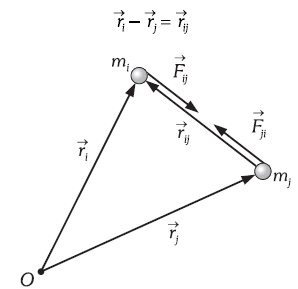 r⃗ᵢ − r⃗ⱼ = r⃗ᵢⱼ
mᵢ
F⃗ᵢⱼ
r⃗ᵢⱼ
F⃗ⱼᵢ
r⃗ᵢ
mⱼ
r⃗ⱼ
O